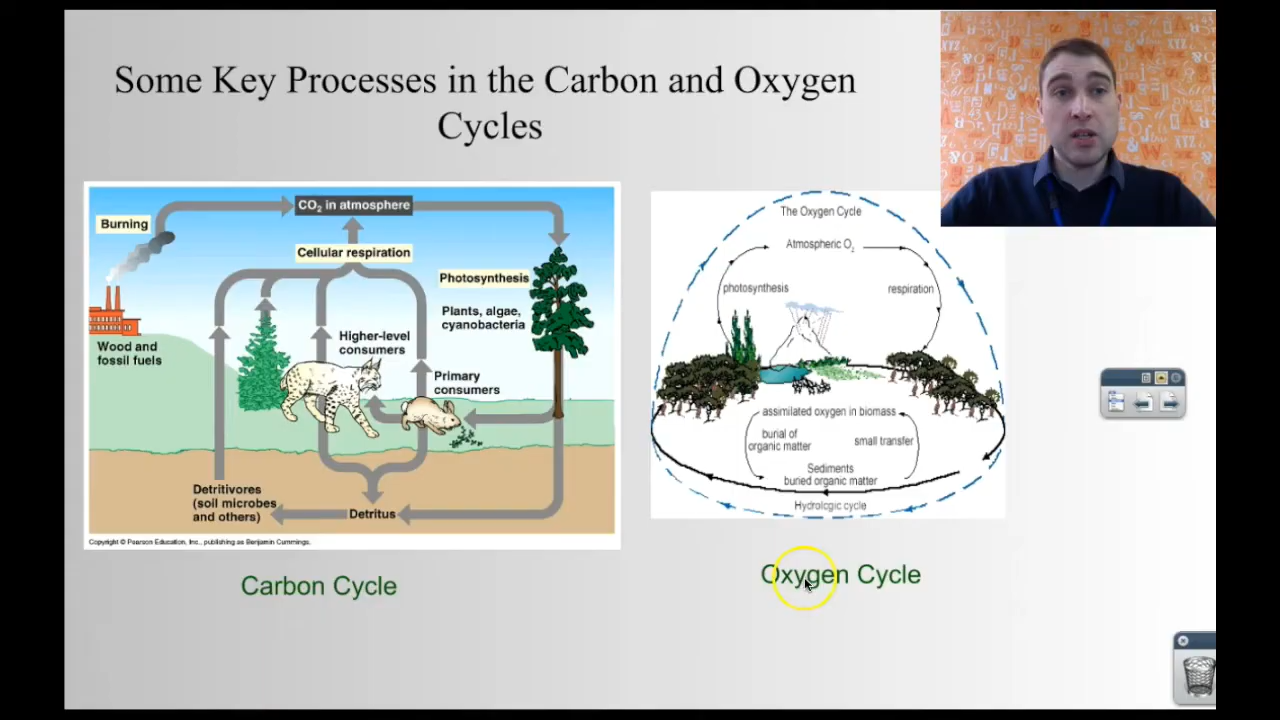 Some Key Processes in the Carbon and Oxygen
Cycles
Burning
CO₂ in atmosphere
Cellular respiration
Photosynthesis
Plants, algae,
cyanobacteria
Wood and
fossil fuels
Higher-level
consumers
Primary
consumers
Detritivores
(soil microbes
and others)
Detritus
Copyright © Pearson Education, Inc., publishing as Benjamin Cummings.
Carbon Cycle
The Oxygen Cycle
Atmospheric O₂
photosynthesis
respiration
assimilated oxygen in biomass
burial of
organic matter
small transfer
Sediments
buried organic matter
Hydrologic cycle
Oxygen Cycle